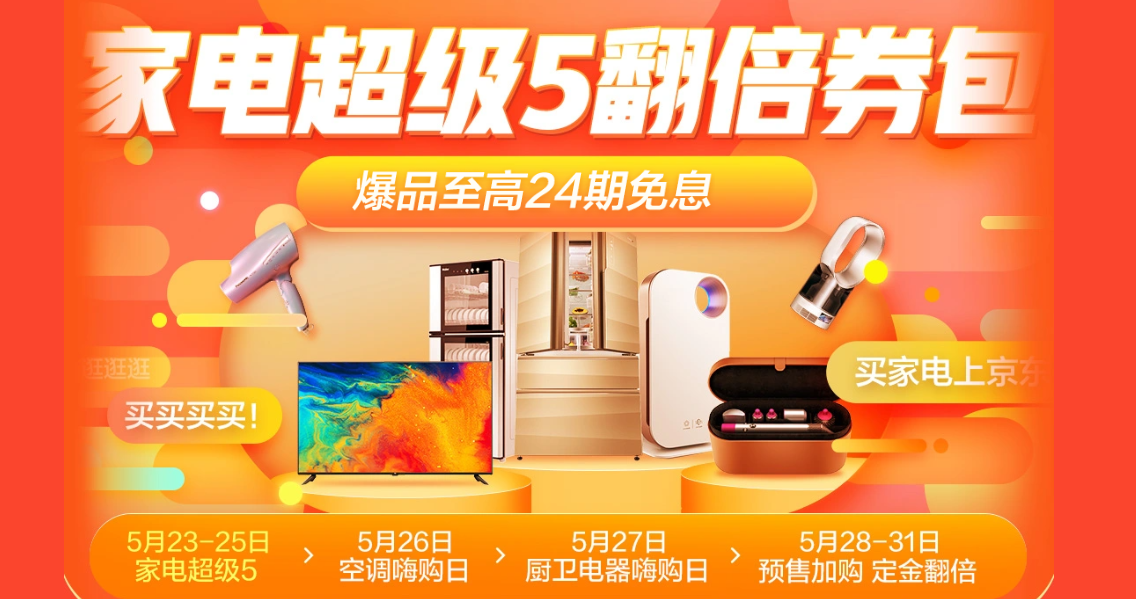 家电超级5翻倍券包
爆品至高24期免息
逛逛逛
买家电上京东
买买买买!
5月23-25日
家电超级5
5月26日
空调嗨购日
5月27日
厨卫电器嗨购日
5月28-31日
预售加购 定金翻倍